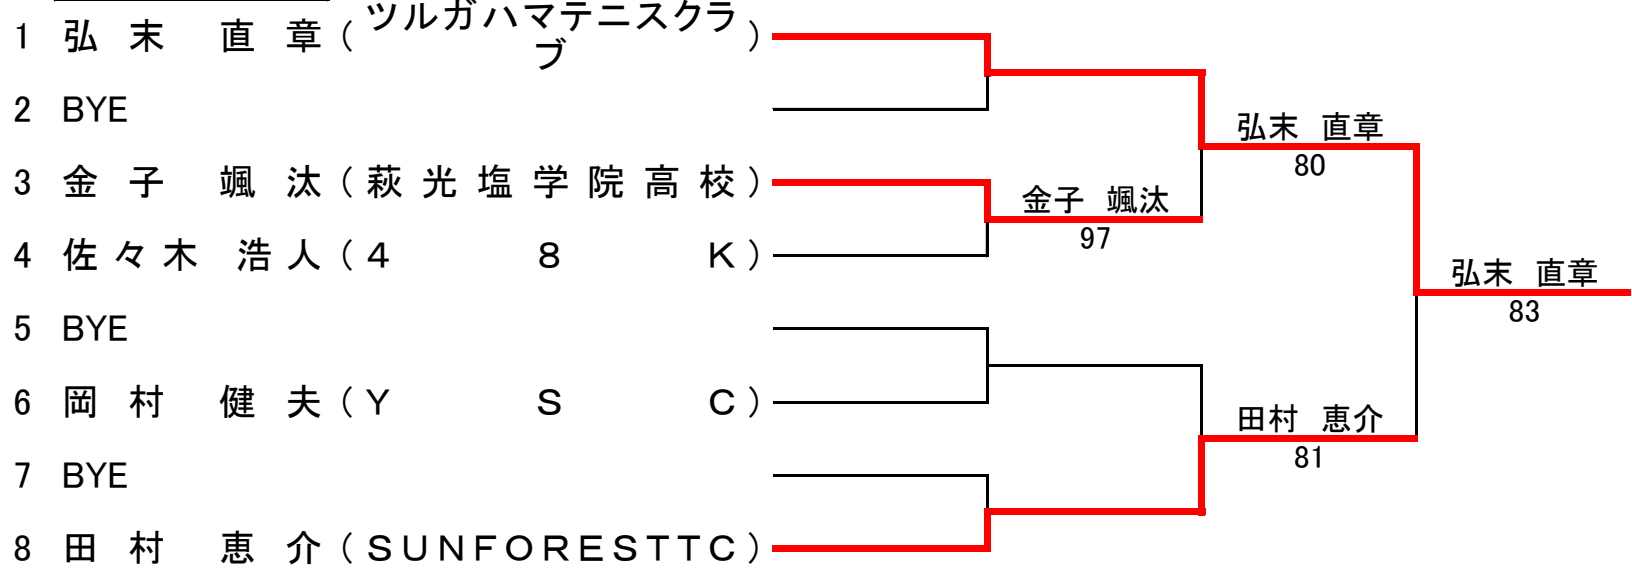 1 弘末 直章(ツルガハマテニスクラブ)
2 BYE
3 金子 颯汰(萩光塩学院高校)
4 佐々木 浩人(48K)
5 BYE
6 岡村 健夫(YSC)
7 BYE
8 田村 恵介(SUNFORESTTC)
金子 颯汰
97
弘末 直章
80
田村 恵介
81
弘末 直章
83